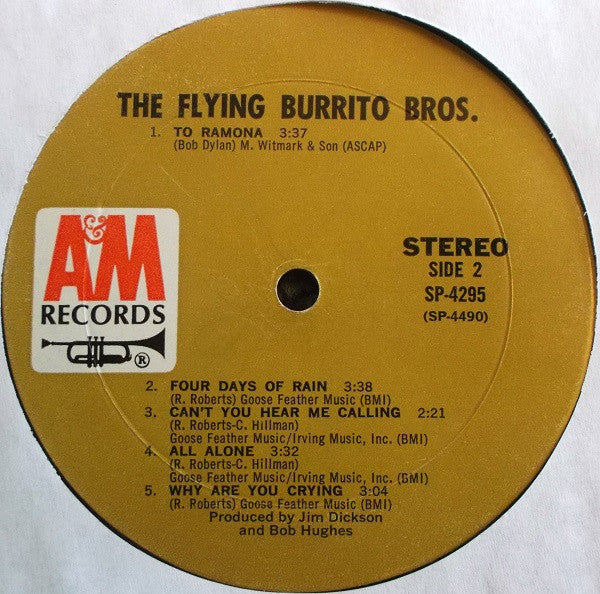 THE FLYING BURRITO BROS.
1. TO RAMONA 3:37
(Bob Dylan) M. Witmark & Son (ASCAP)
A&M
RECORDS
®
STEREO
SIDE 2
SP-4295
(SP-4490)
2. FOUR DAYS OF RAIN 3:38
(R. Roberts) Goose Feather Music (BMI)
3. CAN'T YOU HEAR ME CALLING 2:21
(R. Roberts-C. Hillman)
Goose Feather Music/Irving Music, Inc. (BMI)
4. ALL ALONE 3:32
(R. Roberts-C. Hillman)
Goose Feather Music/Irving Music, Inc. (BMI)
5. WHY ARE YOU CRYING 3:04
(R. Roberts) Goose Feather Music (BMI)
Produced by Jim Dickson
and Bob Hughes